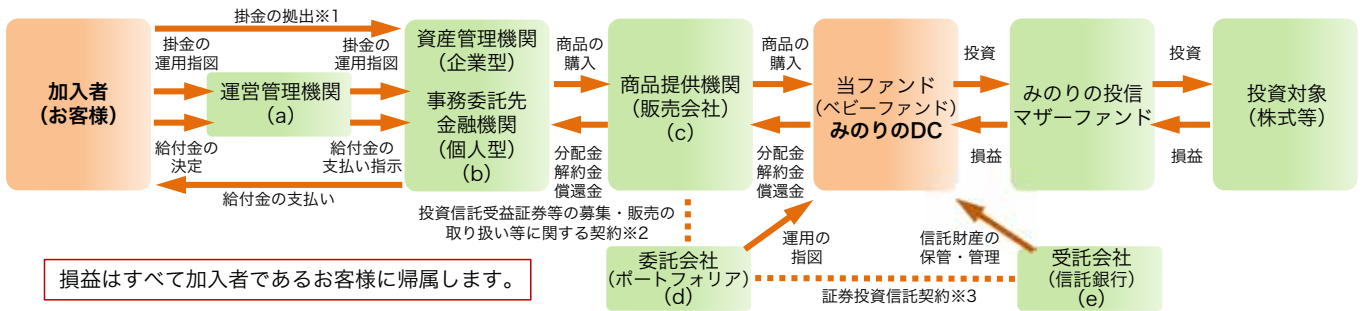 掛金の拠出※1
加入者
(お客様)
掛金の
運用指図
運営管理機関
(a)
掛金の
運用指図
給付金の
決定
給付金の
支払い指示
給付金の支払い
資産管理機関
(企業型)
事務委託先
金融機関
(個人型)
(b)
商品の
購入
分配金
解約金
償還金
商品提供機関
(販売会社)
(c)
商品の
購入
分配金
解約金
償還金
当ファンド
(ベビーファンド)
みのりのDC
投資
損益
みのりの投信
マザーファンド
投資
損益
投資対象
(株式等)
投資信託受益証券等の募集・販売の
取り扱い等に関する契約※2
運用の
指図
信託財産の
保管・管理
委託会社
(ポートフォリア)
(d)
証券投資信託契約※3
受託会社
(信託銀行)
(e)
損益はすべて加入者であるお客様に帰属します。